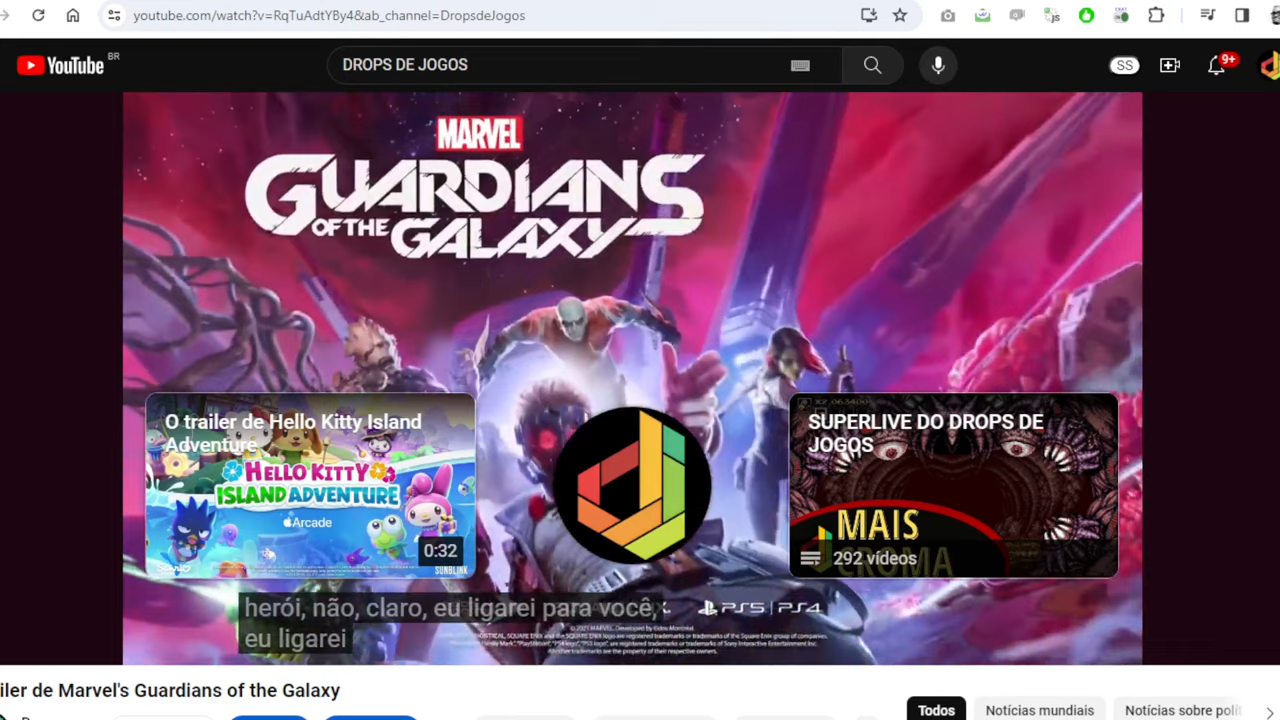 youtube.com/watch?v=RqTuAdtYBy4&ab_channel=DropsdeJogos
YouTube BR
DROPS DE JOGOS
SS
9+
MARVEL
GUARDIANS
OF THE
GALAXY
O trailer de Hello Kitty Island
Adventure
HELLO KITTY
ISLAND ADVENTURE
Arcade
0:32
SUNBLINK
SUPERLIVE DO DROPS DE
JOGOS
MAIS
CROMA
292 vídeos
herói, não, claro, eu ligarei para você,
eu ligarei
PS5 | PS4
iler de Marvel's Guardians of the Galaxy
Todos
Notícias mundiais
Notícias sobre polít